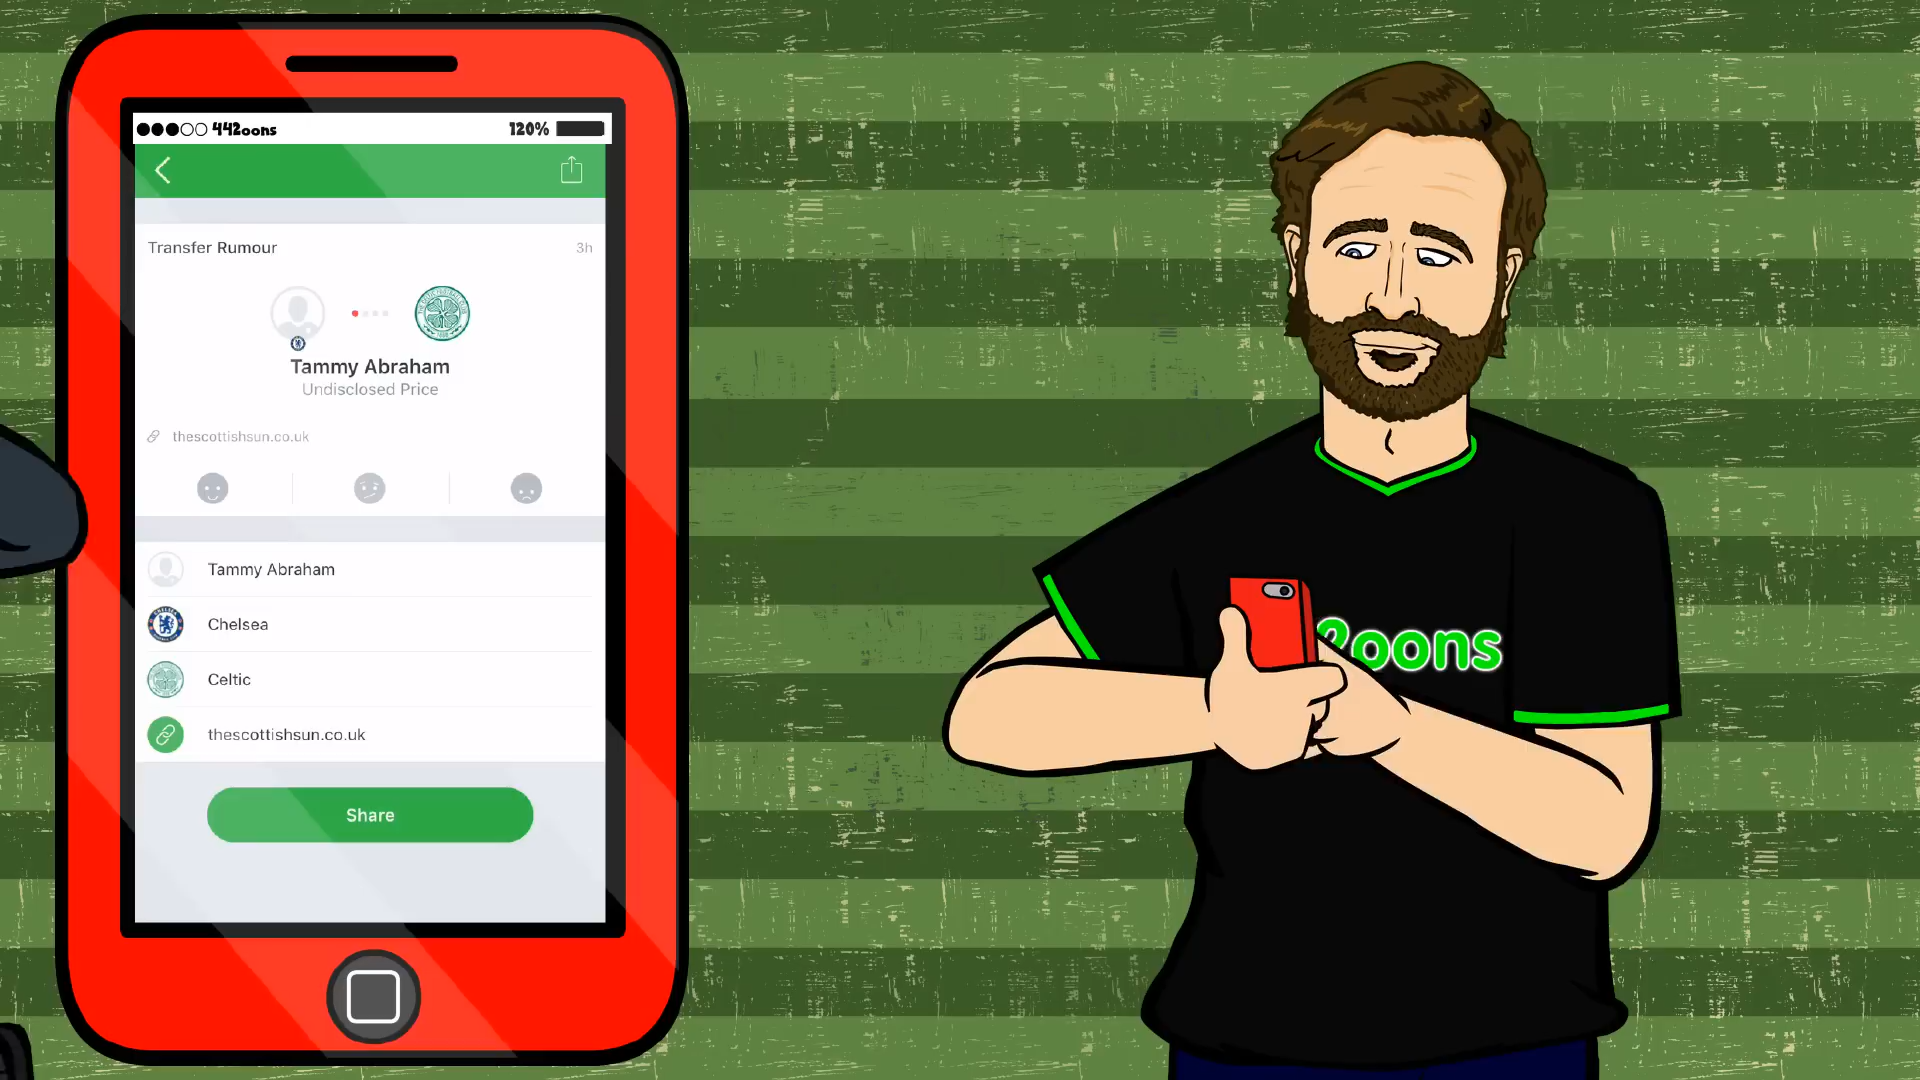 442oons
120%
Transfer Rumour
3h
Tammy Abraham
Undisclosed Price
thescottishsun.co.uk
Tammy Abraham
Chelsea
Celtic
thescottishsun.co.uk
Share
2oons